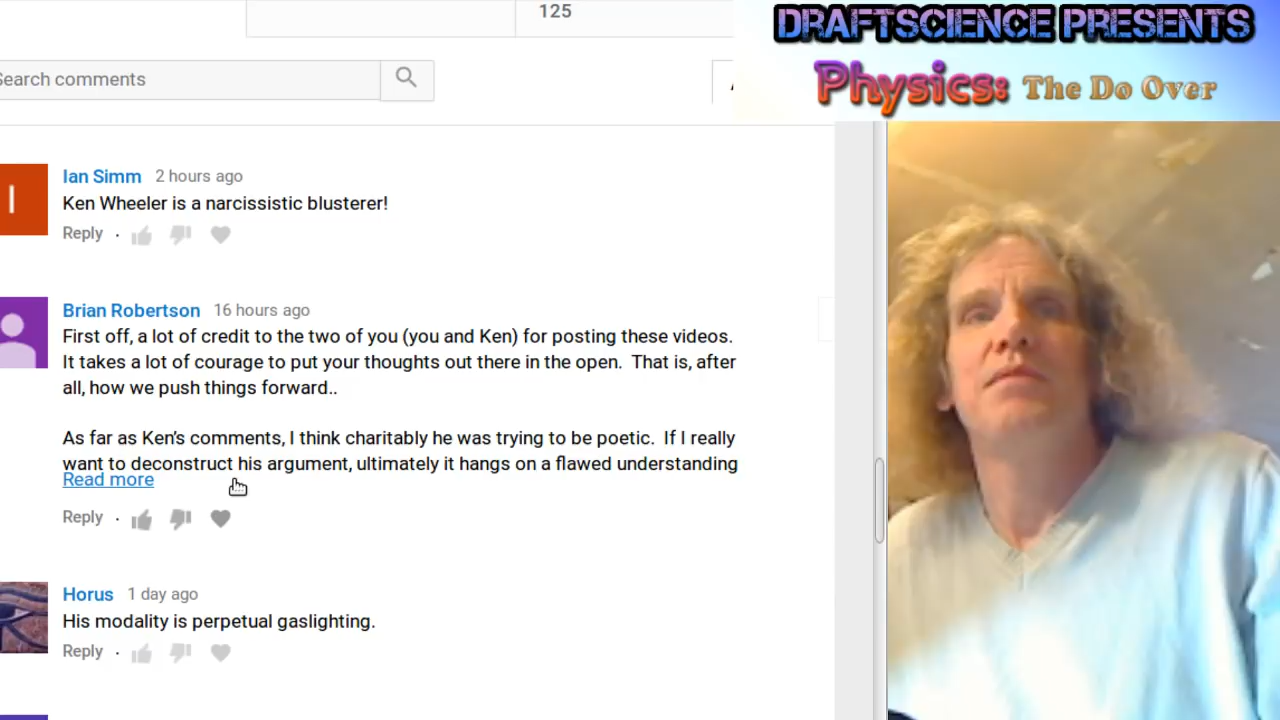 125
DRAFTSCIENCE PRESENTS
Physics: The Do Over
Search comments
Ian Simm 2 hours ago
Ken Wheeler is a narcissistic blusterer!
Reply
I
Brian Robertson 16 hours ago
First off, a lot of credit to the two of you (you and Ken) for posting these videos.
It takes a lot of courage to put your thoughts out there in the open. That is, after
all, how we push things forward..
As far as Ken's comments, I think charitably he was trying to be poetic. If I really
want to deconstruct his argument, ultimately it hangs on a flawed understanding
Read more
Reply
Horus 1 day ago
His modality is perpetual gaslighting.
Reply